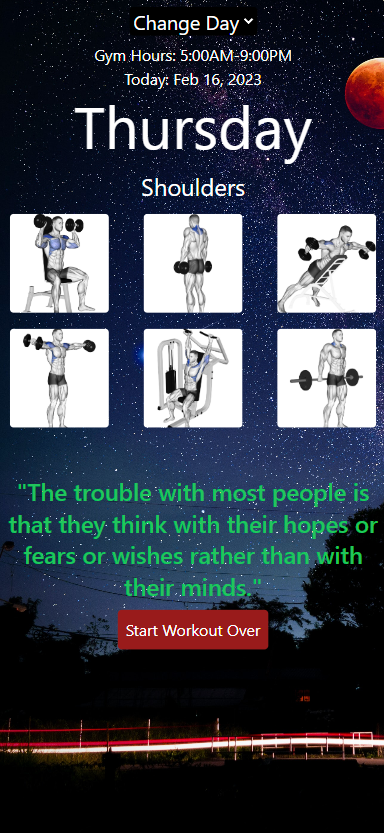 Change Day
Gym Hours: 5:00AM-9:00PM
Today: Feb 16, 2023
Thursday
Shoulders
"The trouble with most people is
that they think with their hopes or
fears or wishes rather than with
their minds."
Start Workout Over